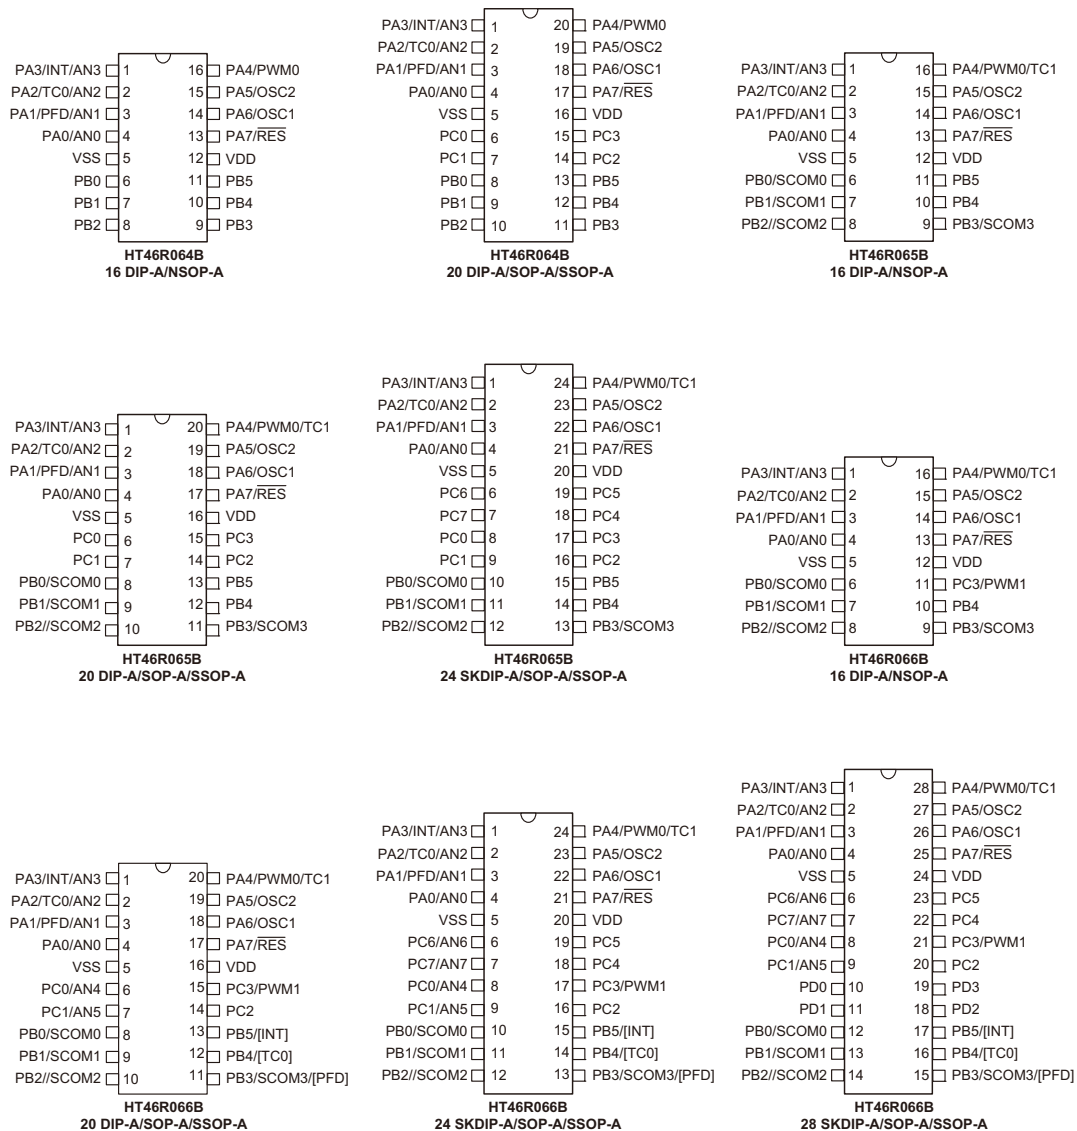 PA3/INT/AN3 1 16 PA4/PWM0
PA2/TC0/AN2 2 15 PA5/OSC2
PA1/PFD/AN1 3 14 PA6/OSC1
PA0/AN0 4 13 PA7/RES
VSS 5 12 VDD
PB0 6 11 PB5
PB1 7 10 PB4
PB2 8 9 PB3
HT46R064B
16 DIP-A/NSOP-A
PA3/INT/AN3 1 20 PA4/PWM0
PA2/TC0/AN2 2 19 PA5/OSC2
PA1/PFD/AN1 3 18 PA6/OSC1
PA0/AN0 4 17 PA7/RES
VSS 5 16 VDD
PC0 6 15 PC3
PC1 7 14 PC2
PB0 8 13 PB5
PB1 9 12 PB4
PB2 10 11 PB3
HT46R064B
20 DIP-A/SOP-A/SSOP-A
PA3/INT/AN3 1 16 PA4/PWM0/TC1
PA2/TC0/AN2 2 15 PA5/OSC2
PA1/PFD/AN1 3 14 PA6/OSC1
PA0/AN0 4 13 PA7/RES
VSS 5 12 VDD
PB0/SCOM0 6 11 PB5
PB1/SCOM1 7 10 PB4
PB2//SCOM2 8 9 PB3/SCOM3
HT46R065B
16 DIP-A/NSOP-A
PA3/INT/AN3 1 20 PA4/PWM0/TC1
PA2/TC0/AN2 2 19 PA5/OSC2
PA1/PFD/AN1 3 18 PA6/OSC1
PA0/AN0 4 17 PA7/RES
VSS 5 16 VDD
PC0 6 15 PC3
PC1 7 14 PC2
PB0/SCOM0 8 13 PB5
PB1/SCOM1 9 12 PB4
PB2//SCOM2 10 11 PB3/SCOM3
HT46R065B
20 DIP-A/SOP-A/SSOP-A
PA3/INT/AN3 1 24 PA4/PWM0/TC1
PA2/TC0/AN2 2 23 PA5/OSC2
PA1/PFD/AN1 3 22 PA6/OSC1
PA0/AN0 4 21 PA7/RES
VSS 5 20 VDD
PC6 6 19 PC5
PC7 7 18 PC4
PC0 8 17 PC3
PC1 9 16 PC2
PB0/SCOM0 10 15 PB5
PB1/SCOM1 11 14 PB4
PB2//SCOM2 12 13 PB3/SCOM3
HT46R065B
24 SKDIP-A/SOP-A/SSOP-A
PA3/INT/AN3 1 16 PA4/PWM0/TC1
PA2/TC0/AN2 2 15 PA5/OSC2
PA1/PFD/AN1 3 14 PA6/OSC1
PA0/AN0 4 13 PA7/RES
VSS 5 12 VDD
PB0/SCOM0 6 11 PC3/PWM1
PB1/SCOM1 7 10 PB4
PB2//SCOM2 8 9 PB3/SCOM3
HT46R066B
16 DIP-A/NSOP-A
PA3/INT/AN3 1 20 PA4/PWM0/TC1
PA2/TC0/AN2 2 19 PA5/OSC2
PA1/PFD/AN1 3 18 PA6/OSC1
PA0/AN0 4 17 PA7/RES
VSS 5 16 VDD
PC0/AN4 6 15 PC3/PWM1
PC1/AN5 7 14 PC2
PB0/SCOM0 8 13 PB5/[INT]
PB1/SCOM1 9 12 PB4/[TC0]
PB2//SCOM2 10 11 PB3/SCOM3/[PFD]
HT46R066B
20 DIP-A/SOP-A/SSOP-A
PA3/INT/AN3 1 24 PA4/PWM0/TC1
PA2/TC0/AN2 2 23 PA5/OSC2
PA1/PFD/AN1 3 22 PA6/OSC1
PA0/AN0 4 21 PA7/RES
VSS 5 20 VDD
PC6/AN6 6 19 PC5
PC7/AN7 7 18 PC4
PC0/AN4 8 17 PC3/PWM1
PC1/AN5 9 16 PC2
PB0/SCOM0 10 15 PB5/[INT]
PB1/SCOM1 11 14 PB4/[TC0]
PB2//SCOM2 12 13 PB3/SCOM3/[PFD]
HT46R066B
24 SKDIP-A/SOP-A/SSOP-A
PA3/INT/AN3 1 28 PA4/PWM0/TC1
PA2/TC0/AN2 2 27 PA5/OSC2
PA1/PFD/AN1 3 26 PA6/OSC1
PA0/AN0 4 25 PA7/RES
VSS 5 24 VDD
PC6/AN6 6 23 PC5
PC7/AN7 7 22 PC4
PC0/AN4 8 21 PC3/PWM1
PC1/AN5 9 20 PC2
PD0 10 19 PD3
PD1 11 18 PD2
PB0/SCOM0 12 17 PB5/[INT]
PB1/SCOM1 13 16 PB4/[TC0]
PB2//SCOM2 14 15 PB3/SCOM3/[PFD]
HT46R066B
28 SKDIP-A/SOP-A/SSOP-A